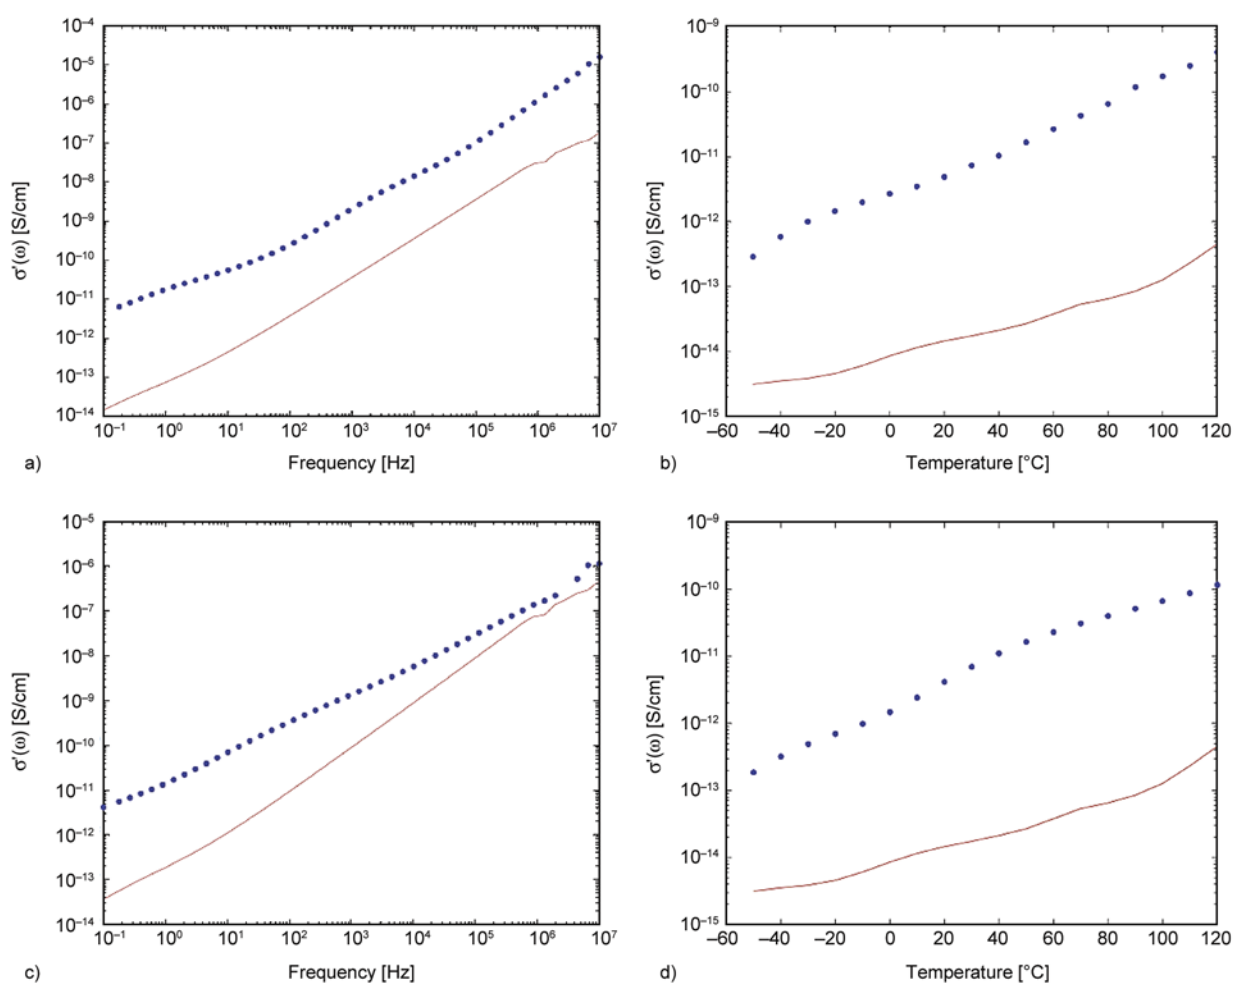 10⁻⁴
10⁻⁵
10⁻⁶
10⁻⁷
10⁻⁸
10⁻⁹
10⁻¹⁰
10⁻¹¹
10⁻¹²
10⁻¹³
10⁻¹⁴
σ'(ω) [S/cm]
10⁻¹ 10⁰ 10¹ 10² 10³ 10⁴ 10⁵ 10⁶ 10⁷
a) Frequency [Hz]
10⁻⁹
10⁻¹⁰
10⁻¹¹
10⁻¹²
10⁻¹³
10⁻¹⁴
10⁻¹⁵
σ'(ω) [S/cm]
–60 –40 –20 0 20 40 60 80 100 120
b) Temperature [°C]
10⁻⁵
10⁻⁶
10⁻⁷
10⁻⁸
10⁻⁹
10⁻¹⁰
10⁻¹¹
10⁻¹²
10⁻¹³
10⁻¹⁴
σ'(ω) [S/cm]
10⁻¹ 10⁰ 10¹ 10² 10³ 10⁴ 10⁵ 10⁶ 10⁷
c) Frequency [Hz]
10⁻⁹
10⁻¹⁰
10⁻¹¹
10⁻¹²
10⁻¹³
10⁻¹⁴
10⁻¹⁵
σ'(ω) [S/cm]
–60 –40 –20 0 20 40 60 80 100 120
d) Temperature [°C]